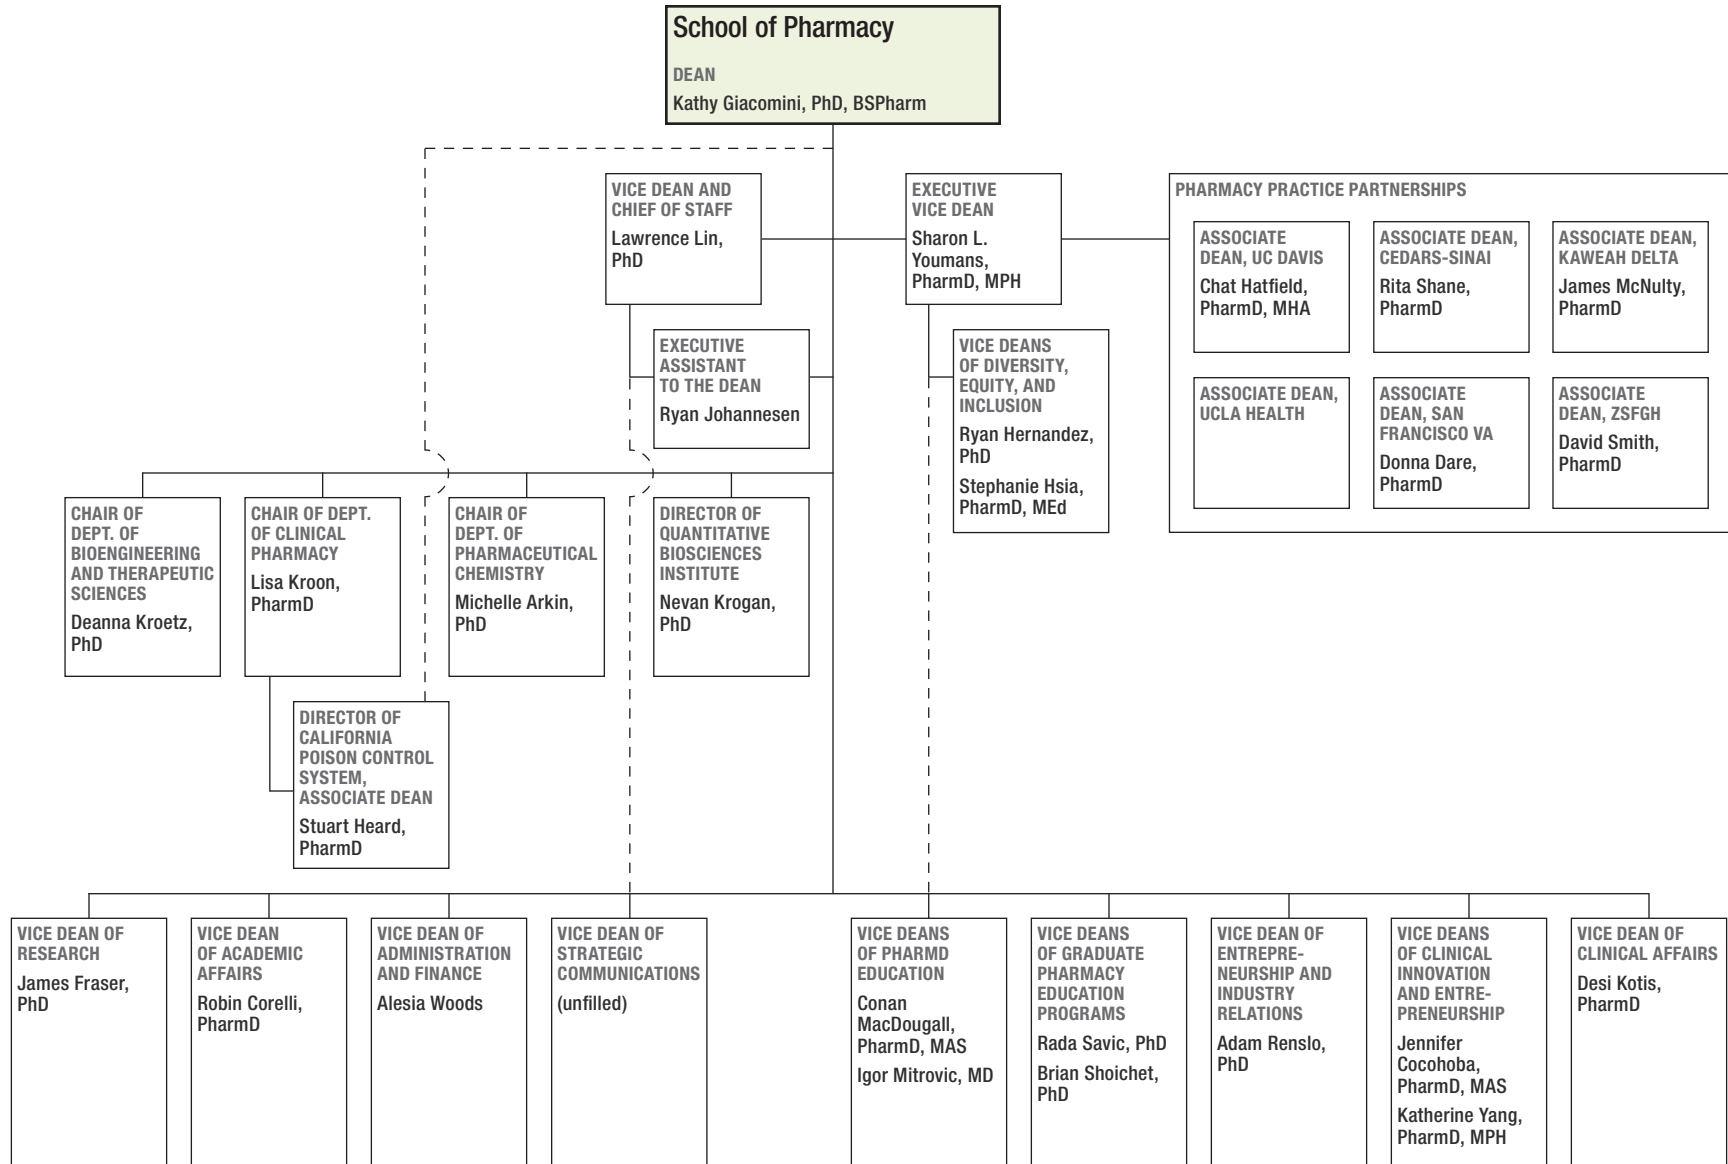 School of Pharmacy
DEAN
Kathy Giacomini, PhD, BSPharm
VICE DEAN AND
CHIEF OF STAFF
Lawrence Lin,
PhD
EXECUTIVE
VICE DEAN
Sharon L.
Youmans,
PharmD, MPH
PHARMACY PRACTICE PARTNERSHIPS
ASSOCIATE
DEAN, UC DAVIS
Chat Hatfield,
PharmD, MHA
ASSOCIATE DEAN,
CEDARS-SINAI
Rita Shane,
PharmD
ASSOCIATE DEAN,
KAWEAH DELTA
James McNulty,
PharmD
EXECUTIVE
ASSISTANT
TO THE DEAN
Ryan Johannesen
VICE DEANS
OF DIVERSITY,
EQUITY, AND
INCLUSION
Ryan Hernandez,
PhD
Stephanie Hsia,
PharmD, MEd
ASSOCIATE DEAN,
UCLA HEALTH
ASSOCIATE
DEAN, SAN
FRANCISCO VA
Donna Dare,
PharmD
ASSOCIATE
DEAN, ZSFGH
David Smith,
PharmD
CHAIR OF
DEPT. OF
BIOENGINEERING
AND THERAPEUTIC
SCIENCES
Deanna Kroetz,
PhD
CHAIR OF DEPT.
OF CLINICAL
PHARMACY
Lisa Kroon,
PharmD
CHAIR OF
DEPT. OF
PHARMACEUTICAL
CHEMISTRY
Michelle Arkin,
PhD
DIRECTOR OF
QUANTITATIVE
BIOSCIENCES
INSTITUTE
Nevan Krogan,
PhD
DIRECTOR OF
CALIFORNIA
POISON CONTROL
SYSTEM,
ASSOCIATE DEAN
Stuart Heard,
PharmD
VICE DEAN OF
RESEARCH
James Fraser,
PhD
VICE DEAN
OF ACADEMIC
AFFAIRS
Robin Corelli,
PharmD
VICE DEAN OF
ADMINISTRATION
AND FINANCE
Alesia Woods
VICE DEAN OF
STRATEGIC
COMMUNICATIONS
(unfilled)
VICE DEANS
OF PHARMD
EDUCATION
Conan
MacDougall,
PharmD, MAS
Igor Mitrovic, MD
VICE DEANS
OF GRADUATE
PHARMACY
EDUCATION
PROGRAMS
Rada Savic, PhD
Brian Shoichet,
PhD
VICE DEAN OF
ENTREPRE-
NEURSHIP AND
INDUSTRY
RELATIONS
Adam Renslo,
PhD
VICE DEANS
OF CLINICAL
INNOVATION
AND ENTRE-
PRENEURSHIP
Jennifer
Cocohoba,
PharmD, MAS
Katherine Yang,
PharmD, MPH
VICE DEAN OF
CLINICAL AFFAIRS
Desi Kotis,
PharmD